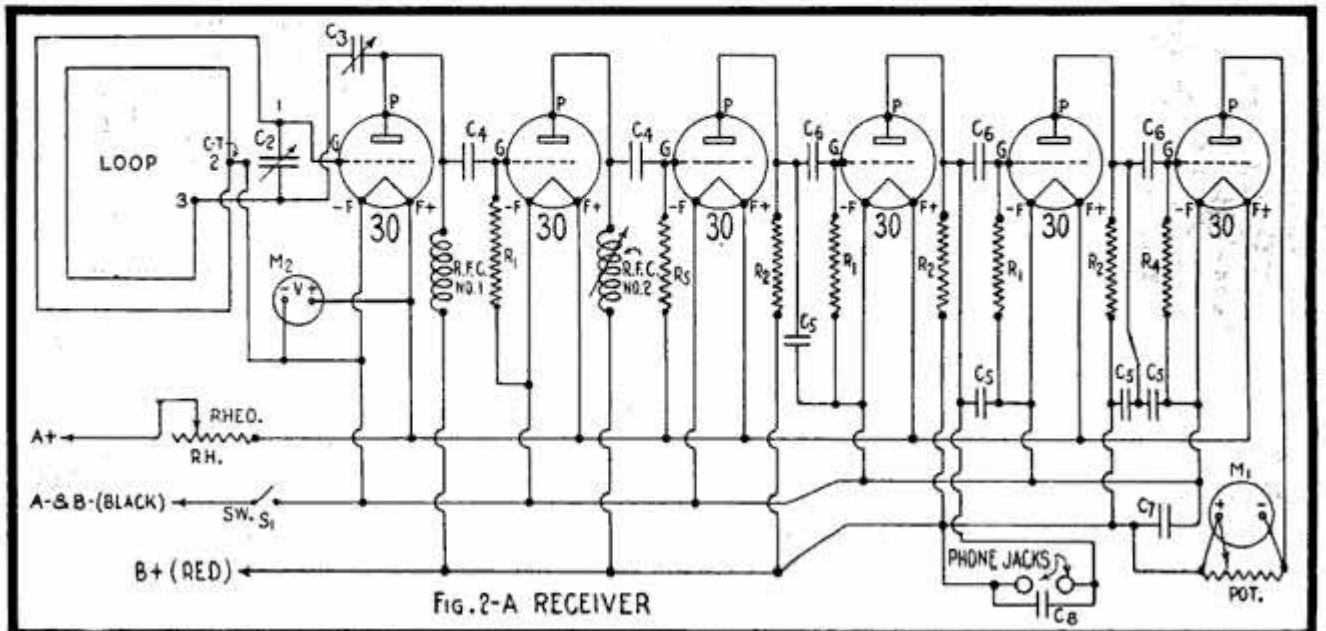 C3
P
P
P
P
P
P
1
C·T
2
C2
LOOP
3
G
C4
G
C4
G
C6
G
C6
G
C6
G
-F
F+
-F
F+
-F
F+
-F
F+
-F
F+
-F
F+
30
30
30
30
30
30
M2
- V +
R.F.C.
NO.1
R1
R.F.C.
NO.2
R5
R2
R1
R2
R1
R2
R4
C5
C5
C5
C5
RHEO.
A+
RH.
M1
+
-
A-&B-(BLACK)
SW. S1
C7
B+(RED)
PHONE JACKS
POT.
C8
FIG.2-A RECEIVER